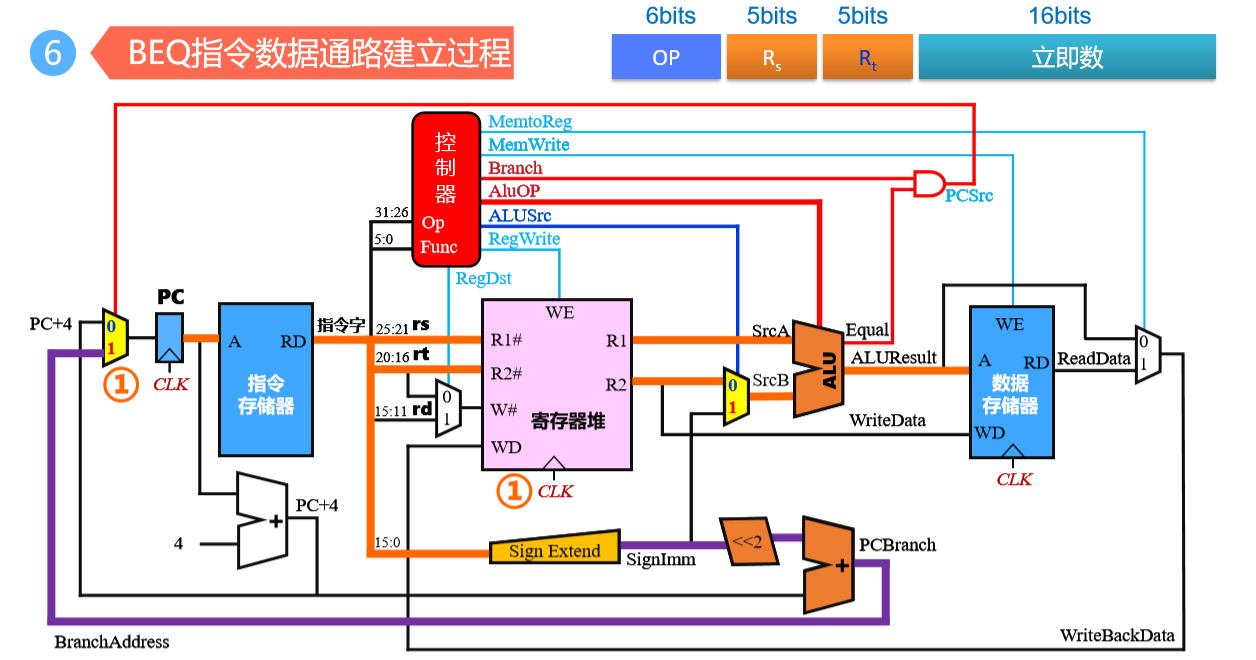 6bits 5bits 5bits 16bits
6 BEQ指令数据通路建立过程
OP Rs Rt 立即数
控制器
MemtoReg
MemWrite
Branch
AluOP
PCSrc
31:26 Op
ALUSrc
5:0 Func
RegWrite
RegDst
PC
PC+4
0
1
①
CLK
A RD
指令
存储器
指令字
25:21 rs
20:16 rt
15:11 rd
0
1
WE
R1# R1
R2# R2
W#
寄存器堆
WD
① CLK
SrcA
SrcB
0
1
ALU
Equal
ALUResult
WriteData
WE
A RD
数据
存储器
WD
CLK
ReadData
0
1
PC+4
4
+
15:0
Sign Extend
SignImm
<<2
+
PCBranch
BranchAddress
WriteBackData